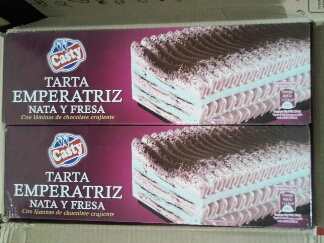 Casty
TARTA
EMPERATRIZ
NATA Y FRESA
Con láminas de chocolate crujiente
Casty
TARTA
EMPERATRIZ
NATA Y FRESA
Con láminas de chocolate crujiente